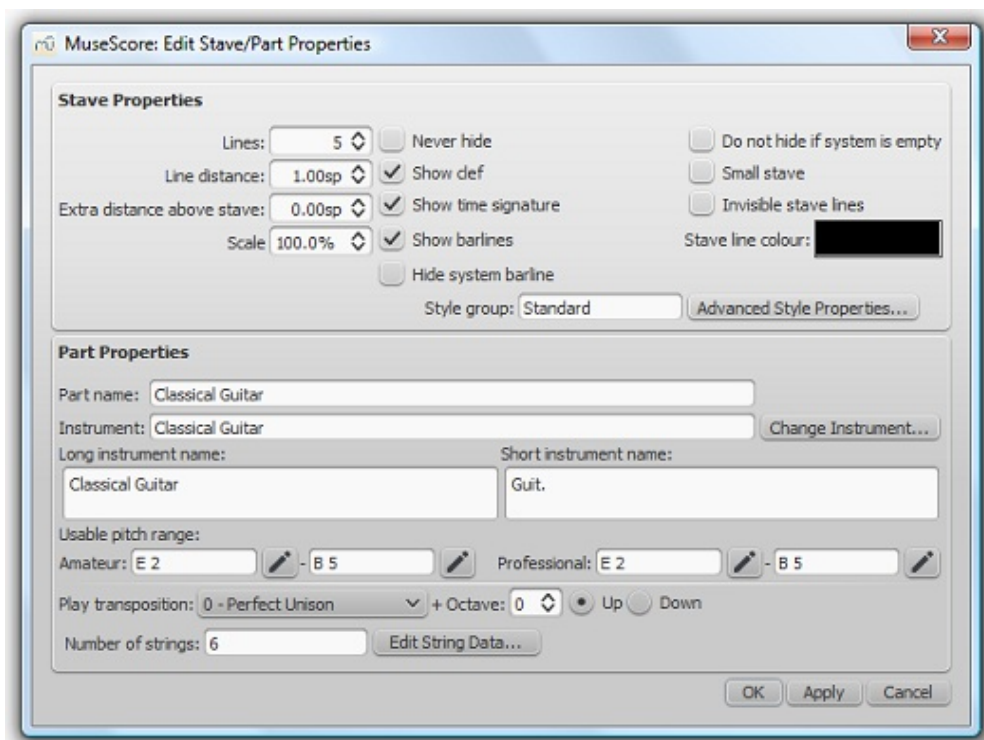 MuseScore: Edit Stave/Part Properties
Stave Properties
Lines: 5 Never hide Do not hide if system is empty
Line distance: 1.00sp Show clef Small stave
Extra distance above stave: 0.00sp Show time signature Invisible stave lines
Scale 100.0% Show barlines Stave line colour:
Hide system barline
Style group: Standard Advanced Style Properties...
Part Properties
Part name: Classical Guitar
Instrument: Classical Guitar Change Instrument...
Long instrument name: Short instrument name:
Classical Guitar Guit.
Usable pitch range:
Amateur: E 2 - B 5 Professional: E 2 - B 5
Play transposition: 0 - Perfect Unison + Octave: 0 Up Down
Number of strings: 6 Edit String Data...
OK Apply Cancel